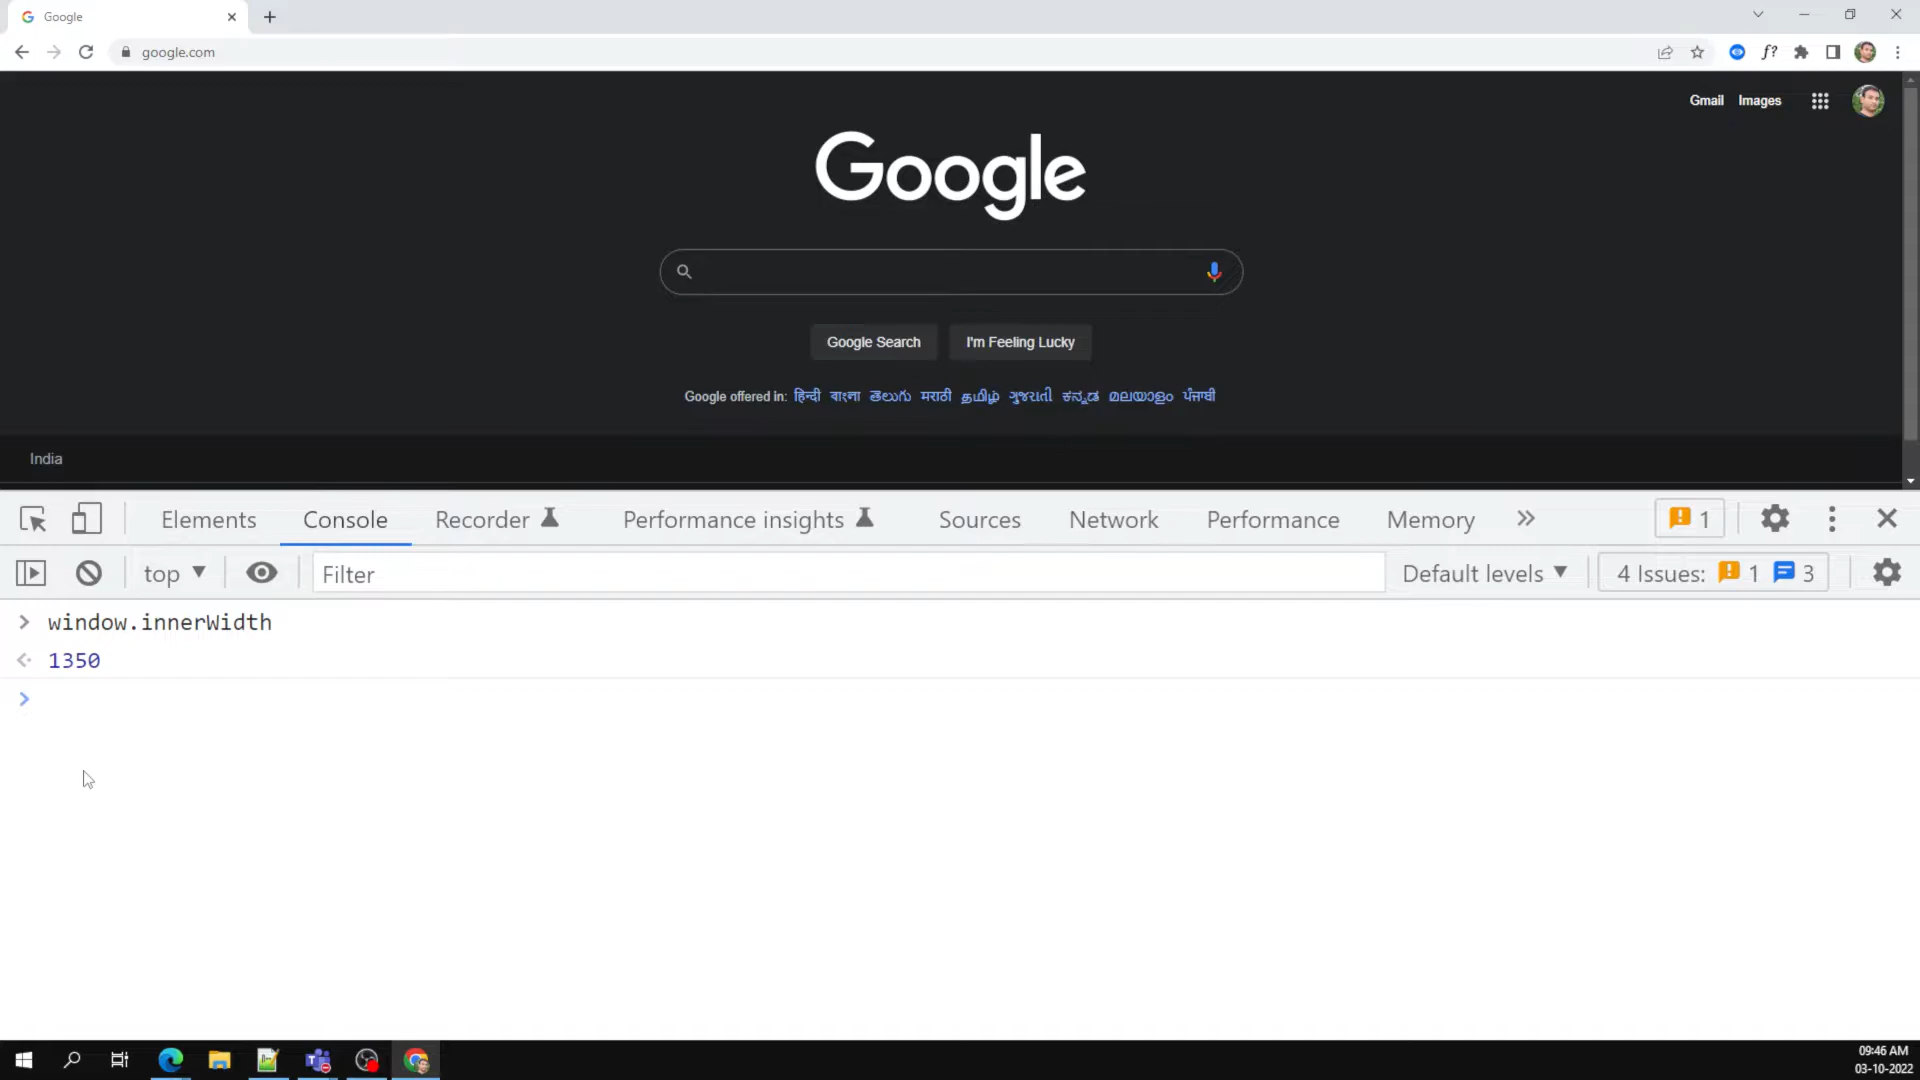 Google
google.com
f?
Gmail Images
Google
Google Search I'm Feeling Lucky
Google offered in: हिन्दी বাংলা తెలుగు मराठी தமிழ் ગુજરાતી ಕನ್ನಡ മലയാളം ਪੰਜਾਬੀ
India
Elements Console Recorder Performance insights Sources Network Performance Memory 1
top Filter Default levels 4 Issues: 1 3
window.innerWidth
1350
09:46 AM
03-10-2022